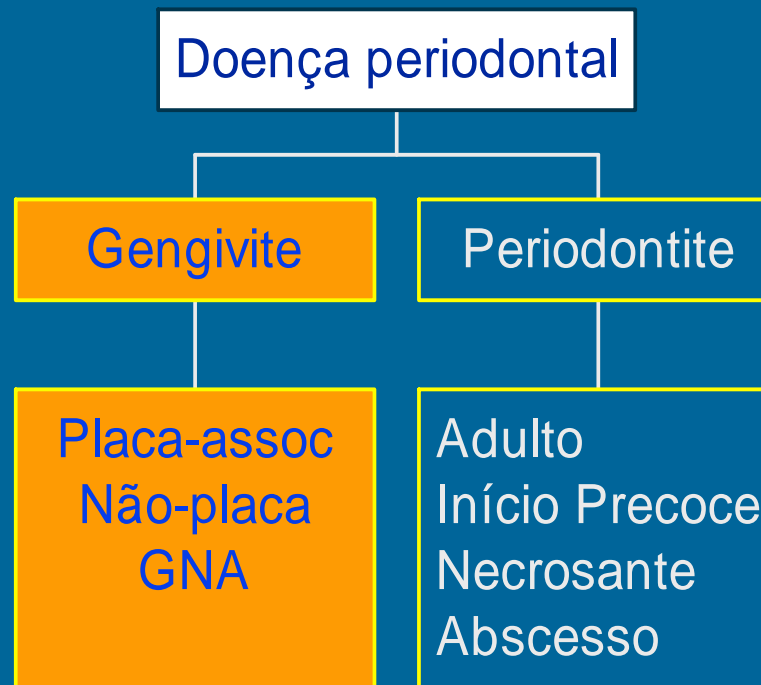 Doença periodontal
Gengivite
Periodontite
Placa-assoc
Não-placa
GNA
Adulto
Início Precoce
Necrosante
Abscesso